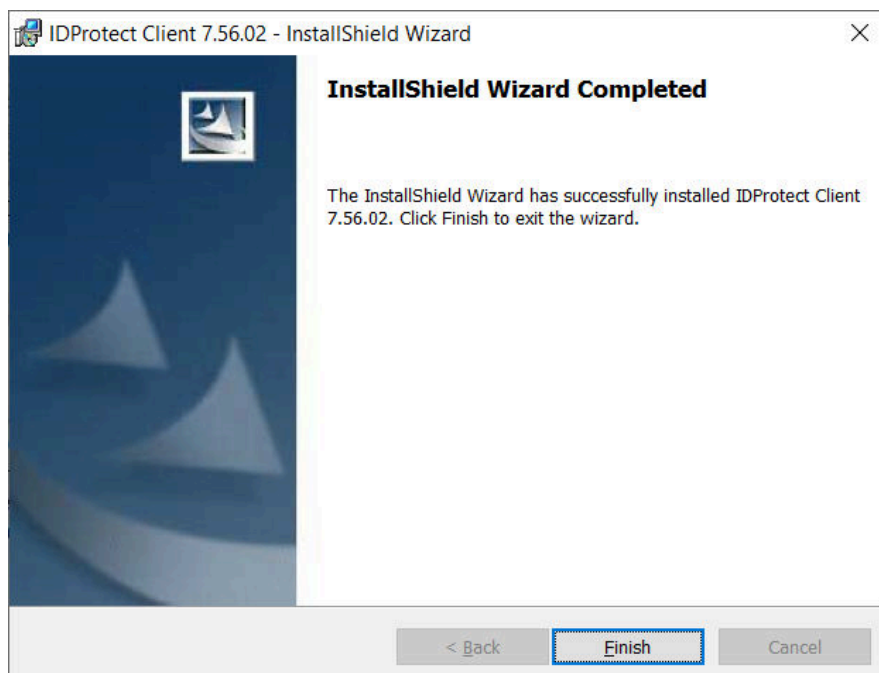 IDProtect Client 7.56.02 - InstallShield Wizard
InstallShield Wizard Completed
The InstallShield Wizard has successfully installed IDProtect Client
7.56.02. Click Finish to exit the wizard.
< Back
Finish
Cancel